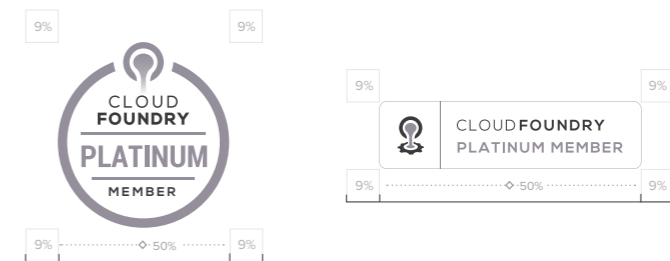 9%
9%
CLOUD
FOUNDRY
PLATINUM
MEMBER
9%
50%
9%
9%
9%
CLOUDFOUNDRY
PLATINUM MEMBER
9%
50%
9%